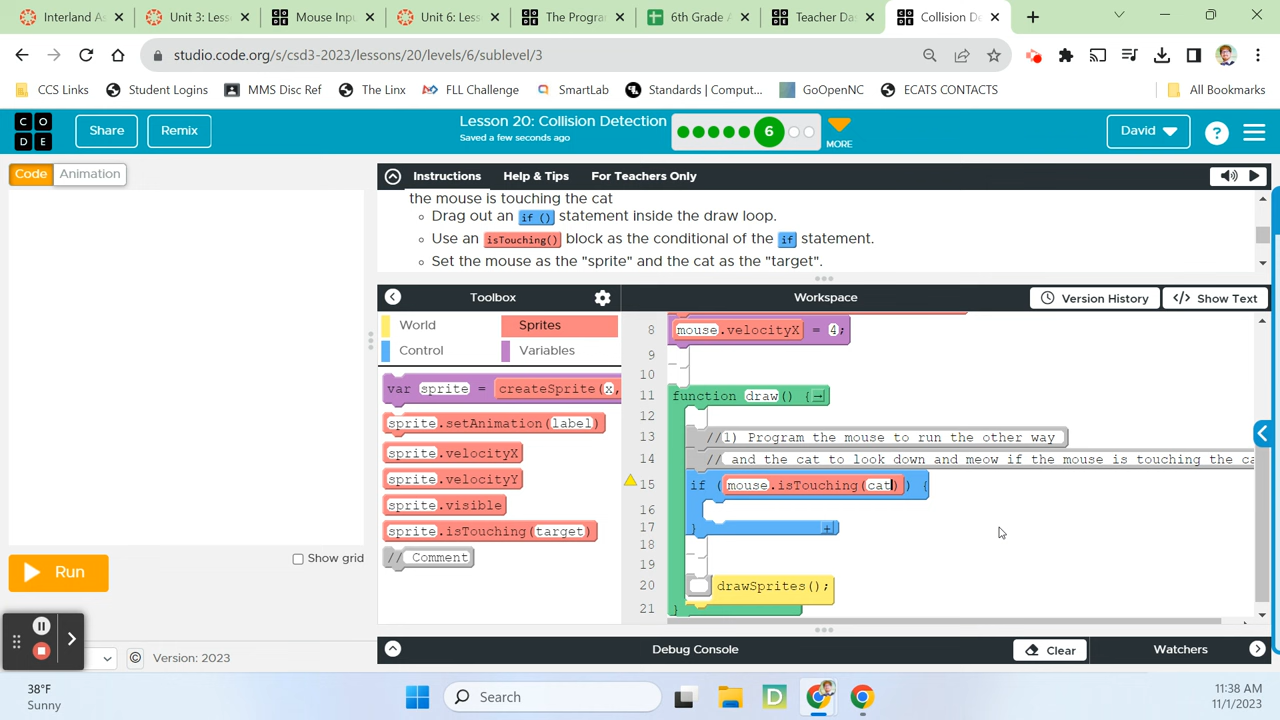 Interland As
Unit 3: Less
Mouse Inpu
Unit 6: Less
The Progra
6th Grade A
Teacher Da
Collision De
studio.code.org/s/csd3-2023/lessons/20/levels/6/sublevel/3
CCS Links
Student Logins
MMS Disc Ref
The Linx
FLL Challenge
SmartLab
Standards | Comput...
GoOpenNC
ECATS CONTACTS
All Bookmarks
C O
D E
Share
Remix
Lesson 20: Collision Detection
Saved a few seconds ago
6
MORE
David
?
Code
Animation
Instructions
Help & Tips
For Teachers Only
the mouse is touching the cat
Drag out an if () statement inside the draw loop.
Use an isTouching() block as the conditional of the if statement.
Set the mouse as the "sprite" and the cat as the "target".
Toolbox
Workspace
Version History
</> Show Text
World
Sprites
Control
Variables
var sprite = createSprite(x,
sprite.setAnimation(label)
sprite.velocityX
sprite.velocityY
sprite.visible
sprite.isTouching(target)
// Comment
8 mouse.velocityX = 4;
9
10
11 function draw() {
12
13 //1) Program the mouse to run the other way
14 // and the cat to look down and meow if the mouse is touching the ca
15 if (mouse.isTouching(cat)) {
16
17 } +
18
19
20 drawSprites();
21 }
Run
Show grid
Version: 2023
Debug Console
Clear
Watchers
38°F
Sunny
Search
11:38 AM
11/1/2023